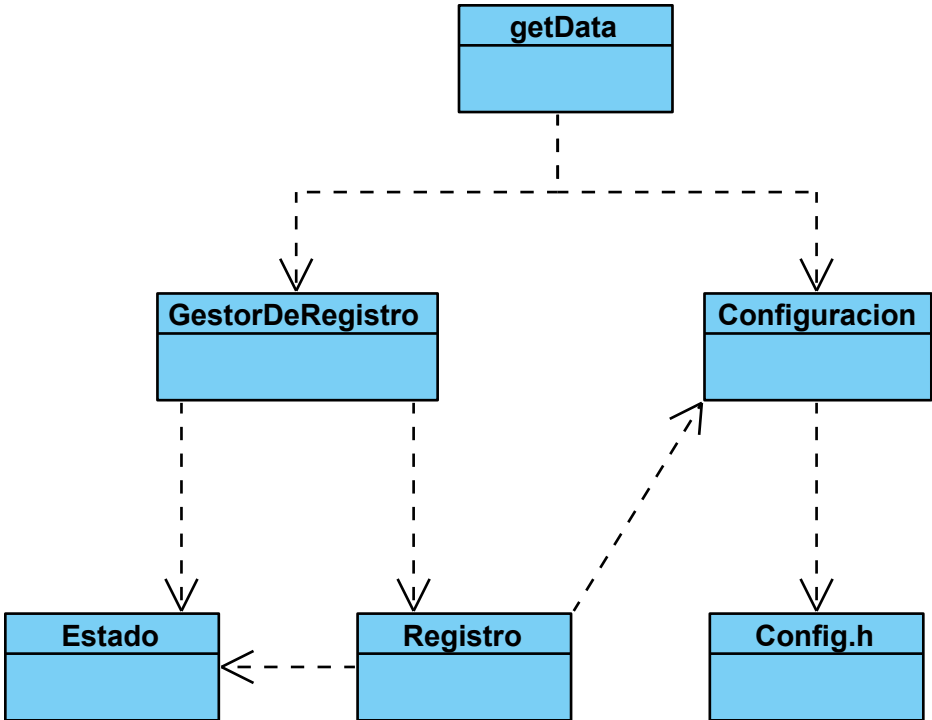 getData
GestorDeRegistro
Configuracion
Estado
Registro
Config.h